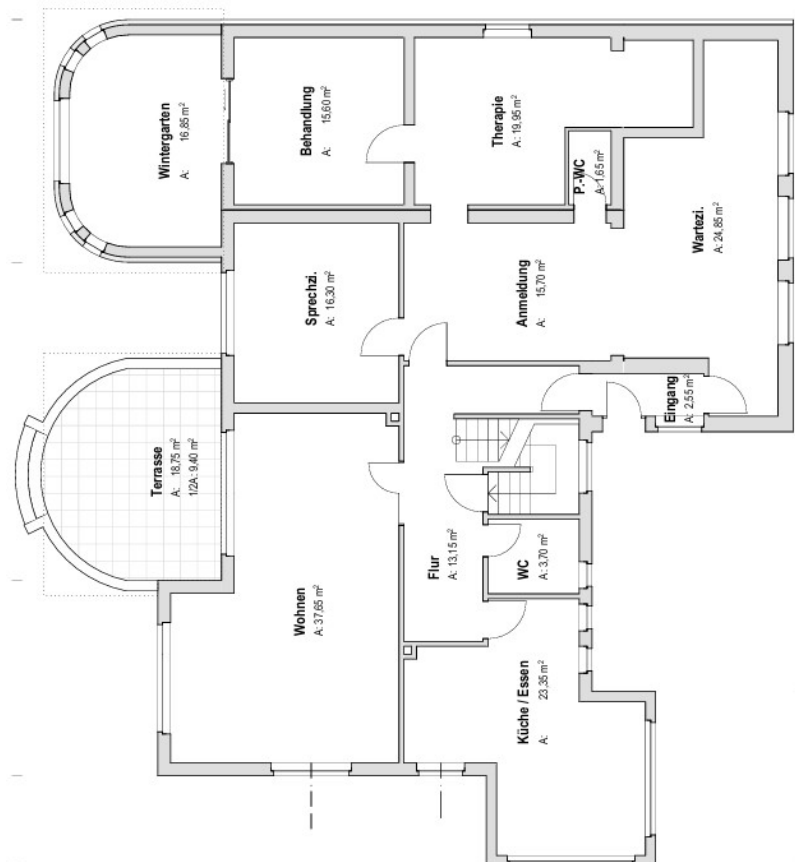 Wintergarten
A: 16,85 m²
Behandlung
A: 15,60 m²
Therapie
A: 19,95 m²
P.-WC
A: 1,65 m²
Wartezi.
A: 24,85 m²
Sprechzi.
A: 16,30 m²
Anmeldung
A: 15,70 m²
Eingang
A: 2,55 m²
Terrasse
A: 18,75 m²
1/2A: 9,40 m²
Wohnen
A: 37,65 m²
Flur
A: 13,15 m²
WC
A: 3,70 m²
Küche / Essen
A: 23,35 m²